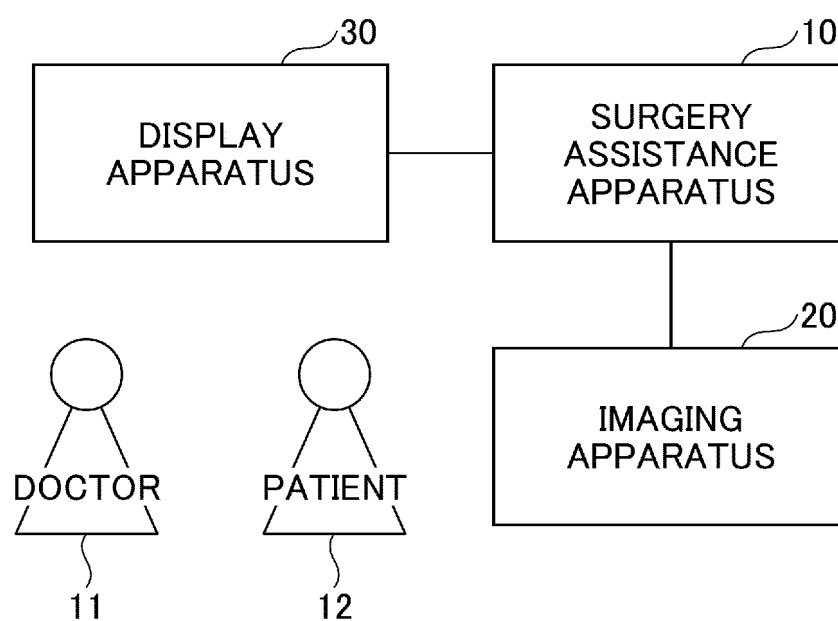 30
10
DISPLAY
APPARATUS
SURGERY
ASSISTANCE
APPARATUS
20
IMAGING
APPARATUS
DOCTOR
PATIENT
11
12